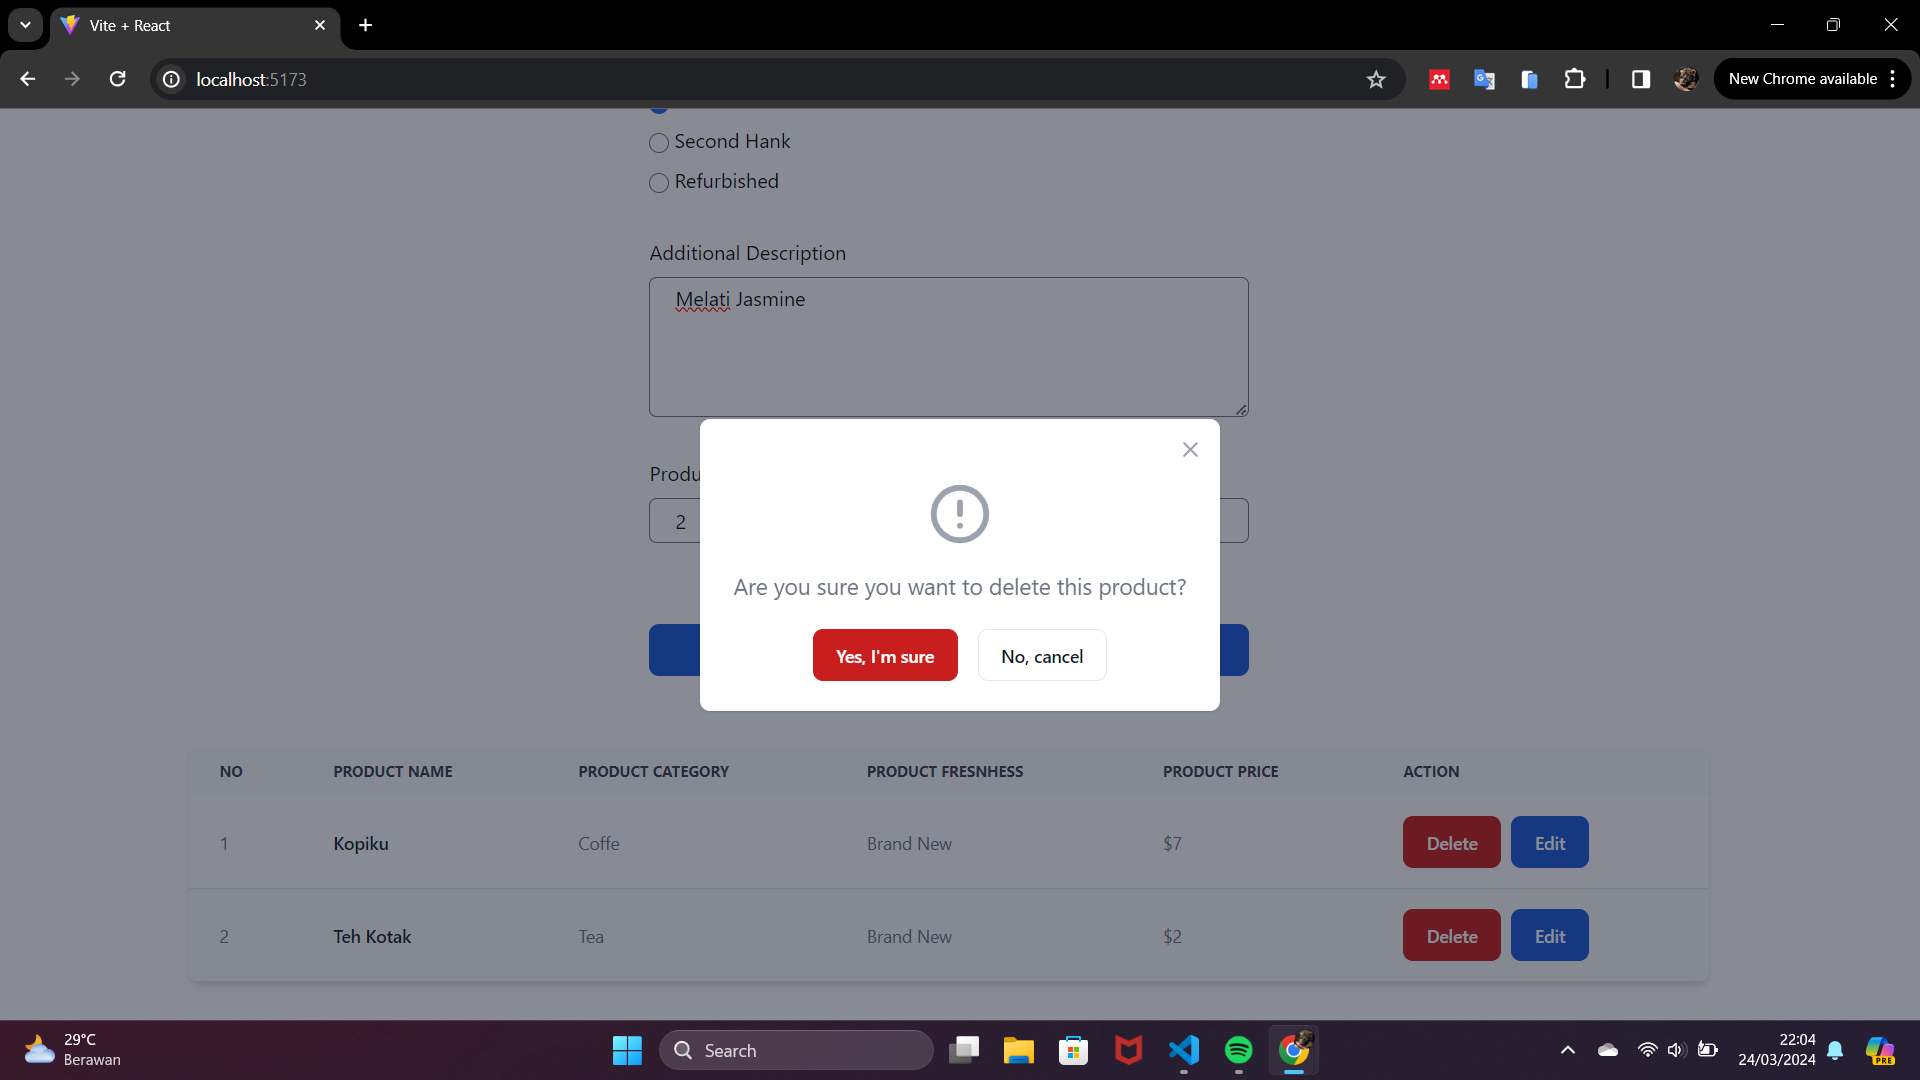 Vite + React
localhost:5173
New Chrome available
Second Hank
Refurbished
Additional Description
Melati Jasmine
Produ
2
Are you sure you want to delete this product?
Yes, I'm sure
No, cancel
NO PRODUCT NAME PRODUCT CATEGORY PRODUCT FRESNHESS PRODUCT PRICE ACTION
1 Kopiku Coffe Brand New $7 Delete Edit
2 Teh Kotak Tea Brand New $2 Delete Edit
29°C
Berawan
Search
22:04
24/03/2024
PRE